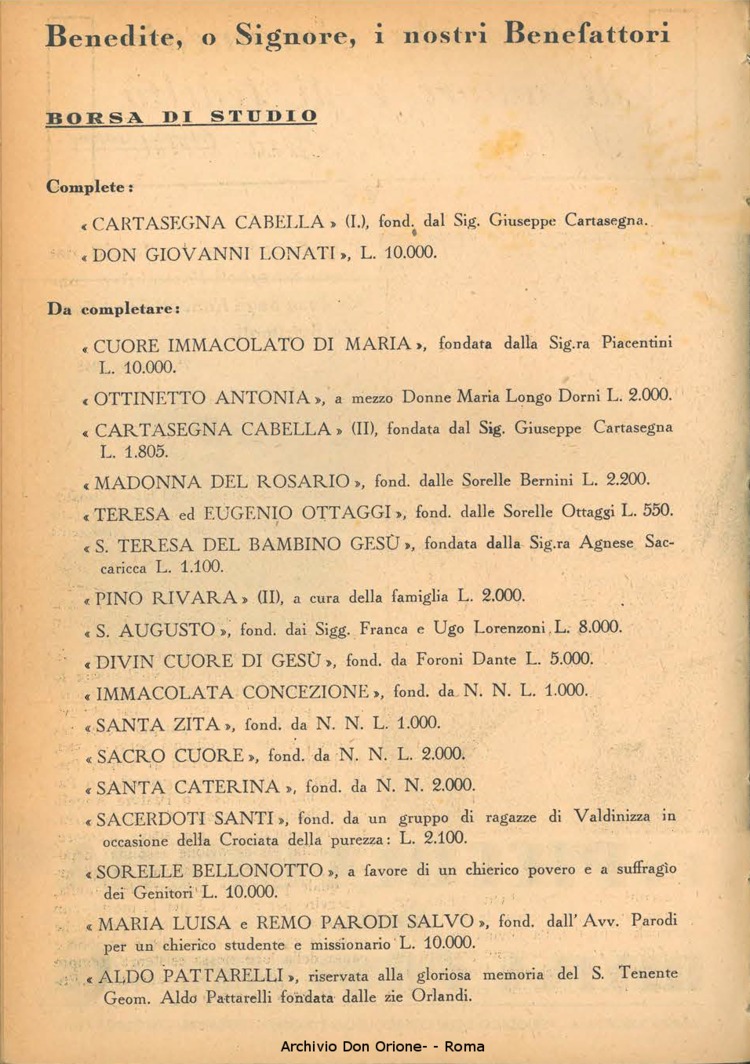 Benedite, o Signore, i nostri Benefattori
BORSA DI STUDIO
Complete:
« CARTASEGNA CABELLA » (I.), fond. dal Sig. Giuseppe Cartasegna.
« DON GIOVANNI LONATI », L. 10.000.
Da completare:
« CUORE IMMACOLATO DI MARIA », fondata dalla Sig.ra Piacentini
L. 10.000.
« OTTINETTO ANTONIA », a mezzo Donne Maria Longo Dorni L. 2.000.
« CARTASEGNA CABELLA » (II), fondata dal Sig. Giuseppe Cartasegna
L. 1.805.
« MADONNA DEL ROSARIO », fond. dalle Sorelle Bernini L. 2.200.
« TERESA ed EUGENIO OTTAGGI », fond. dalle Sorelle Ottaggi L. 550.
« S. TERESA DEL BAMBINO GESÙ », fondata dalla Sig.ra Agnese Sac-
caricca L. 1.100.
« PINO RIVARA » (II), a cura della famiglia L. 2.000.
« S. AUGUSTO », fond. dai Sigg. Franca e Ugo Lorenzoni L. 8.000.
« DIVIN CUORE DI GESÙ », fond. da Foroni Dante L. 5.000.
« IMMACOLATA CONCEZIONE », fond. da N. N. L. 1.000.
« SANTA ZITA », fond. da N. N. L. 1.000.
« SACRO CUORE », fond. da N. N. L. 2.000.
« SANTA CATERINA », fond. da N. N. 2.000.
« SACERDOTI SANTI », fond. da un gruppo di ragazze di Valdinizza in
occasione della Crociata della purezza: L. 2.100.
« SORELLE BELLONOTTO », a favore di un chierico povero e a suffragio
dei Genitori L. 10.000.
« MARIA LUISA e REMO PARODI SALVO », fond. dall' Avv. Parodi
per un chierico studente e missionario L. 10.000.
« ALDO PATTARELLI », riservata alla gloriosa memoria del S. Tenente
Geom. Aldo Pattarelli fondata dalle zie Orlandi.
Archivio Don Orione- - Roma